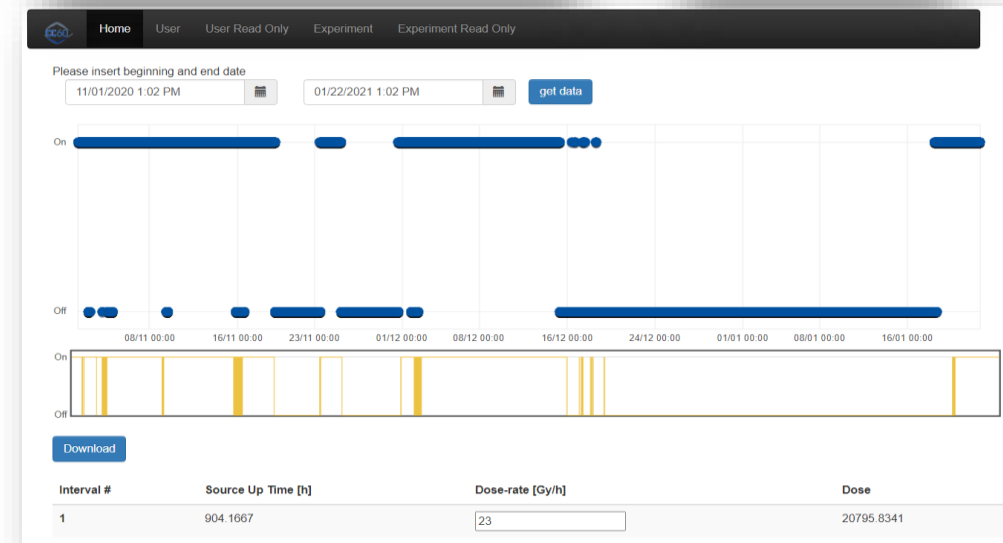 Home User User Read Only Experiment Experiment Read Only
Please insert beginning and end date
11/01/2020 1:02 PM 01/22/2021 1:02 PM get data
On
Off
08/11 00:00 16/11 00:00 23/11 00:00 01/12 00:00 08/12 00:00 16/12 00:00 24/12 00:00 01/01 00:00 08/01 00:00 16/01 00:00
On
Off
Download
Interval # Source Up Time [h] Dose-rate [Gy/h] Dose
1 904.1667 23 20795.8341